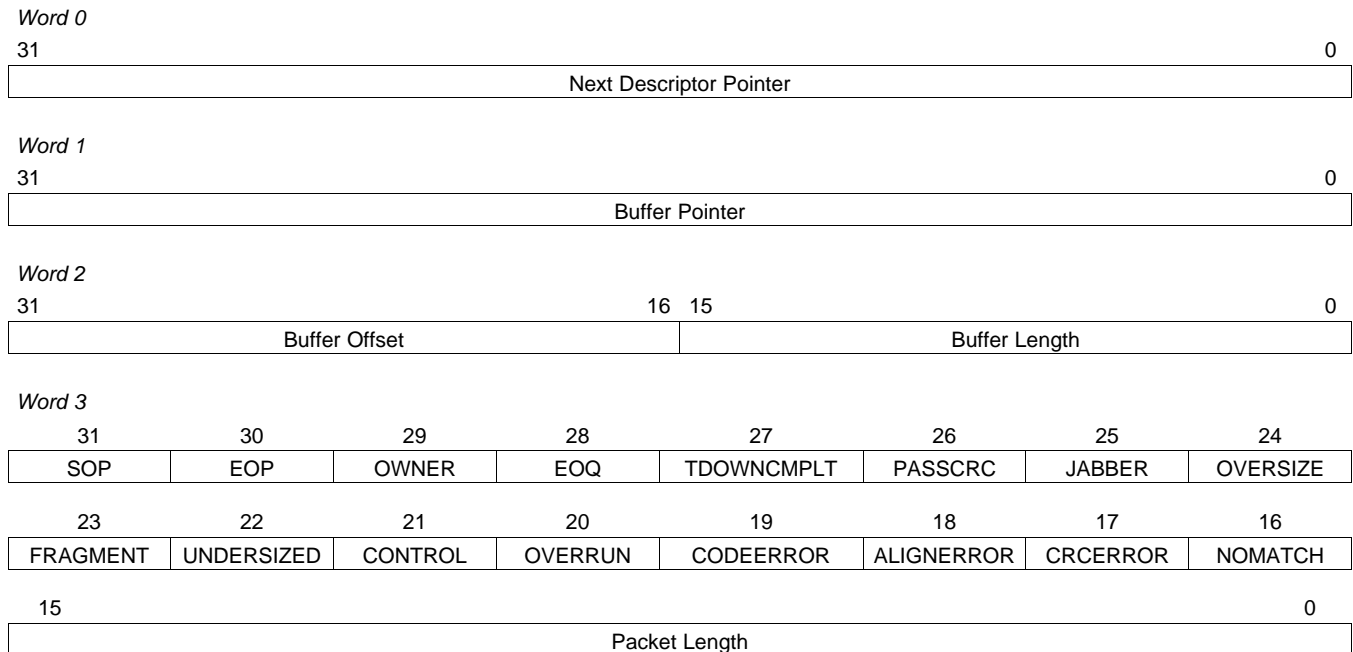 Word 0
31 0
Next Descriptor Pointer
Word 1
31 0
Buffer Pointer
Word 2
31 16 15 0
Buffer Offset Buffer Length
Word 3
31 30 29 28 27 26 25 24
SOP EOP OWNER EOQ TDOWNCMPLT PASSCRC JABBER OVERSIZE
23 22 21 20 19 18 17 16
FRAGMENT UNDERSIZED CONTROL OVERRUN CODEERROR ALIGNERROR CRCERROR NOMATCH
15 0
Packet Length